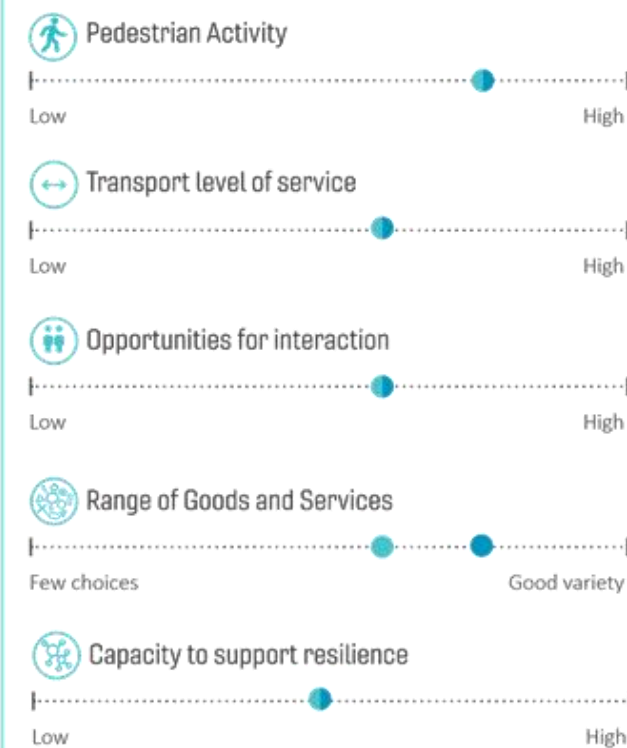 Pedestrian Activity
Low High
Transport level of service
Low High
Opportunities for interaction
Low High
Range of Goods and Services
Few choices Good variety
Capacity to support resilience
Low High